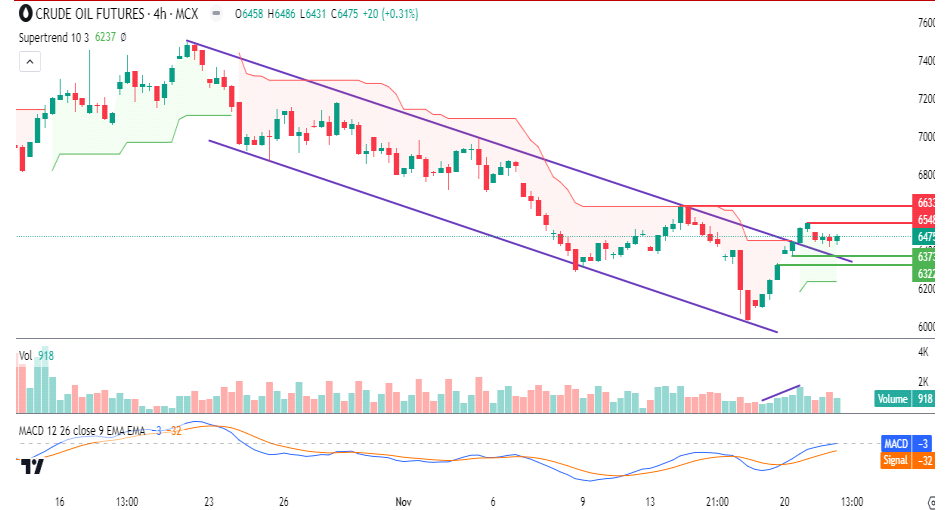 CRUDE OIL FUTURES · 4h · MCX O6458 H6486 L6431 C6475 +20 (+0.31%)
Supertrend 10 3 6237 Ø
7600
7400
7200
7000
6800
6633
6548
6475
6373
6327
6200
6000
Vol 918
4K
2K
Volume 918
MACD 12 26 close 9 EMA EMA −3 −32
MACD −3
Signal −32
16 13:00 23 26 Nov 6 9 13 21:00 20 13:00